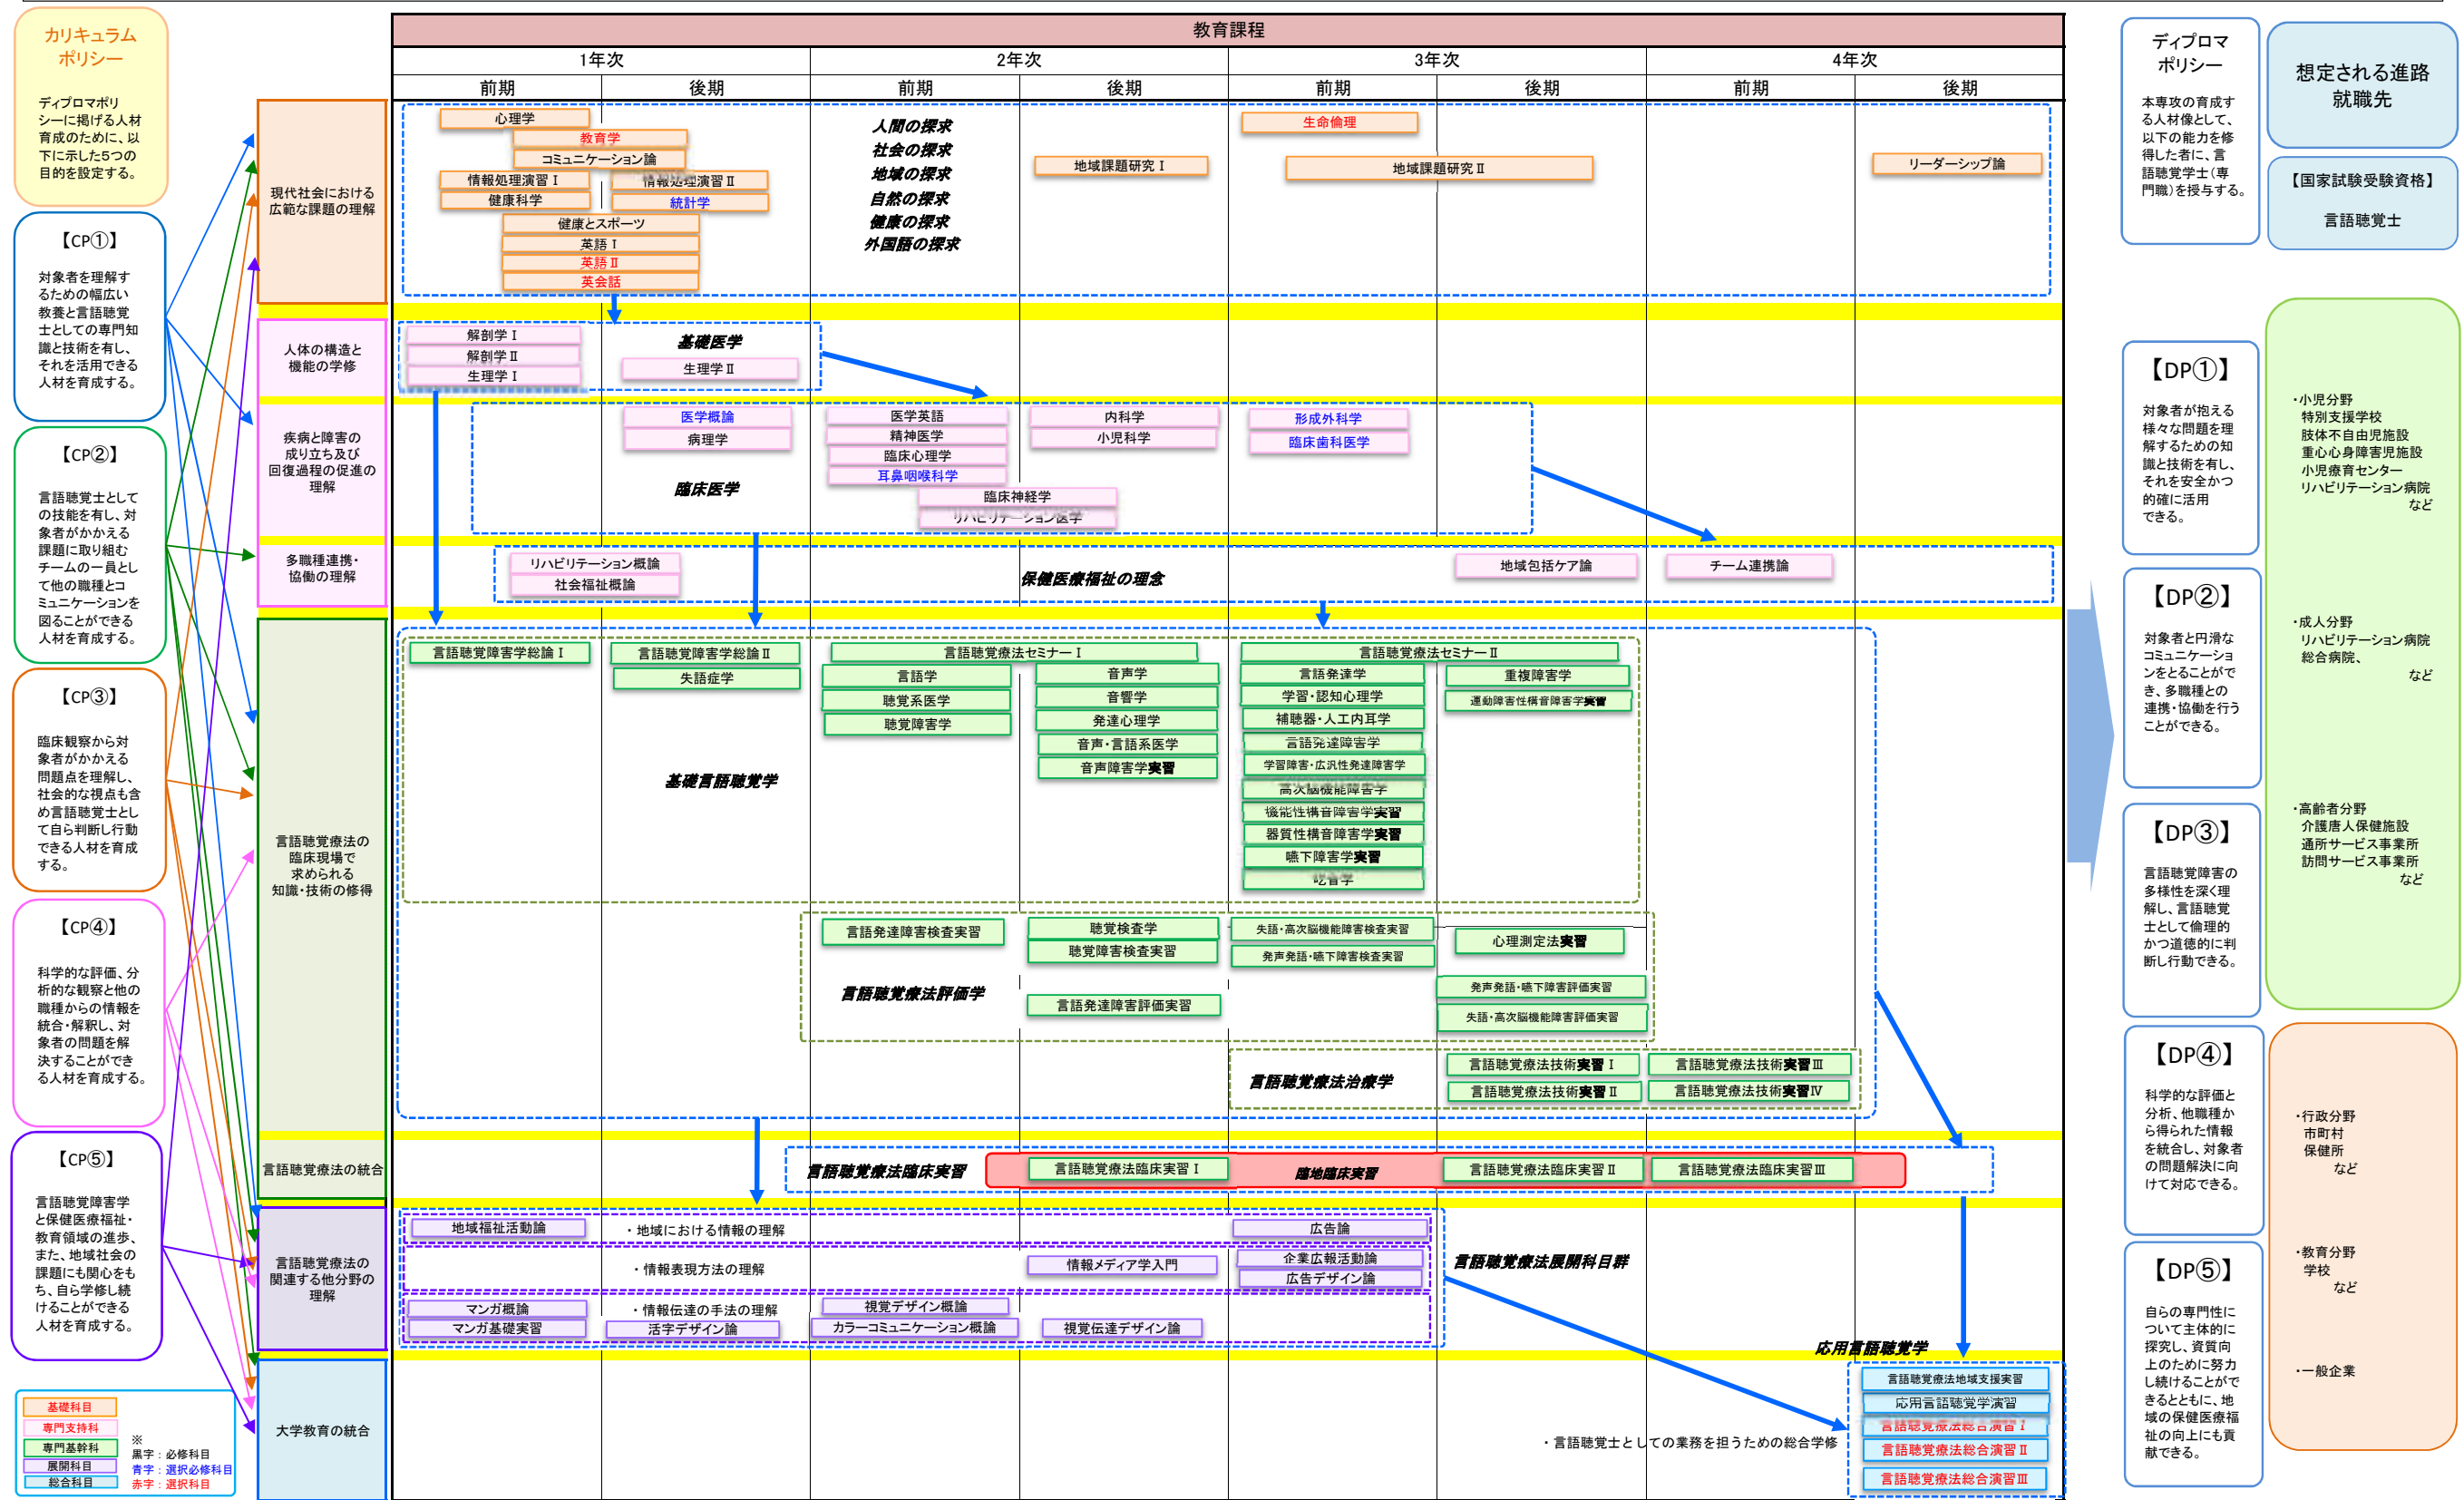 カリキュラム
ポリシー
ディプロマポリ
シーに掲げる人材
育成のために、以
下に示した5つの
目的を設定する。
【CP①】
対象者を理解す
るための幅広い
教養と言語聴覚
士としての専門知
識と技術を有し、
それを活用できる
人材を育成する。
【CP②】
言語聴覚士として
の技能を有し、対
象者がかかえる
課題に取り組む
チームの一員とし
て他の職種とコ
ミュニケーションを
図ることができる
人材を育成する。
【CP③】
臨床観察から対
象者がかかえる
問題点を理解し、
社会的な視点も含
め言語聴覚士とし
て自ら判断し行動
できる人材を育成
する。
【CP④】
科学的な評価、分
析的な観察と他の
職種からの情報を
統合・解釈し、対
象者の問題を解
決することができ
る人材を育成する。
【CP⑤】
言語聴覚障害学
と保健医療福祉・
教育領域の進歩、
また、地域社会の
課題にも関心をも
ち、自ら学修し続
けることができる
人材を育成する。
基礎科目
専門支持科
専門基幹科
展開科目
総合科目
※
黒字：必修科目
青字：選択必修科目
赤字：選択科目
現代社会における
広範な課題の理解
人体の構造と
機能の学修
疾病と障害の
成り立ち及び
回復過程の促進の
理解
多職種連携・
協働の理解
言語聴覚療法の
臨床現場で
求められる
知識・技術の修得
言語聴覚療法の統合
言語聴覚療法の
関連する他分野の
理解
大学教育の統合
教育課程
1年次 2年次 3年次 4年次
前期 後期 前期 後期 前期 後期 前期 後期
心理学
教育学
コミュニケーション論
情報処理演習Ⅰ 情報処理演習Ⅱ
健康科学 統計学
健康とスポーツ
英語Ⅰ
英語Ⅱ
英会話
人間の探求
社会の探求
地域の探求
自然の探求
健康の探求
外国語の探求
地域課題研究Ⅰ
生命倫理
地域課題研究Ⅱ
リーダーシップ論
解剖学Ⅰ
解剖学Ⅱ
生理学Ⅰ
基礎医学
生理学Ⅱ
医学概論
病理学
臨床医学
医学英語
精神医学
臨床心理学
耳鼻咽喉科学
内科学
小児科学
臨床神経学
リハビリテーション医学
形成外科学
臨床歯科医学
リハビリテーション概論
社会福祉概論
保健医療福祉の理念
地域包括ケア論
チーム連携論
言語聴覚障害学総論Ⅰ
言語聴覚障害学総論Ⅱ
失語症学
基礎言語聴覚学
言語聴覚療法セミナーⅠ
言語学
聴覚系医学
聴覚障害学
音声学
音響学
発達心理学
音声・言語系医学
音声障害学実習
言語聴覚療法セミナーⅡ
言語発達学
学習・認知心理学
補聴器・人工内耳学
言語発達障害学
学習障害・広汎性発達障害学
高次脳機能障害学
機能性構音障害学実習
器質性構音障害学実習
嚥下障害学実習
吃音学
重複障害学
運動障害性構音障害学実習
言語発達障害検査実習
言語聴覚療法評価学
聴覚検査学
聴覚障害検査実習
言語発達障害評価実習
失語・高次脳機能障害検査実習
発声発語・嚥下障害検査実習
心理測定法実習
発声発語・嚥下障害評価実習
失語・高次脳機能障害評価実習
言語聴覚療法治療学
言語聴覚療法技術実習Ⅰ
言語聴覚療法技術実習Ⅱ
言語聴覚療法技術実習Ⅲ
言語聴覚療法技術実習Ⅳ
言語聴覚療法臨床実習
言語聴覚療法臨床実習Ⅰ
臨地臨床実習
言語聴覚療法臨床実習Ⅱ
言語聴覚療法臨床実習Ⅲ
地域福祉活動論
・地域における情報の理解
広告論
・情報表現方法の理解
情報メディア学入門
企業広報活動論
広告デザイン論
言語聴覚療法展開科目群
マンガ概論
マンガ基礎実習
・情報伝達の手法の理解
活字デザイン論
視覚デザイン概論
カラーコミュニケーション概論
視覚伝達デザイン論
応用言語聴覚学
・言語聴覚士としての業務を担うための総合学修
言語聴覚療法地域支援実習
応用言語聴覚学演習
言語聴覚療法総合演習Ⅰ
言語聴覚療法総合演習Ⅱ
言語聴覚療法総合演習Ⅲ
ディプロマ
ポリシー
本専攻の育成す
る人材像として、
以下の能力を修
得した者に、言
語聴覚学士（専
門職）を授与する。
【DP①】
対象者が抱える
様々な問題を理
解するための知
識と技術を有し、
それを安全かつ
的確に活用
できる。
【DP②】
対象者と円滑な
コミュニケーショ
ンをとることがで
き、多職種との
連携・協働を行う
ことができる。
【DP③】
言語聴覚障害の
多様性を深く理
解し、言語聴覚
士として倫理的
かつ道徳的に判
断し行動できる。
【DP④】
科学的な評価と
分析、他職種か
ら得られた情報
を統合し、対象者
の問題解決に向
けて対応できる。
【DP⑤】
自らの専門性に
ついて主体的に
探究し、資質向
上のために努力
し続けることがで
きるとともに、地
域の保健医療福
祉の向上にも貢
献できる。
想定される進路
就職先
【国家試験受験資格】
言語聴覚士
・小児分野
特別支援学校
肢体不自由児施設
重心心身障害児施設
小児療育センター
リハビリテーション病院
など
・成人分野
リハビリテーション病院
総合病院、
など
・高齢者分野
介護唐人保健施設
通所サービス事業所
訪問サービス事業所
など
・行政分野
市町村
保健所
など
・教育分野
学校
など
・一般企業